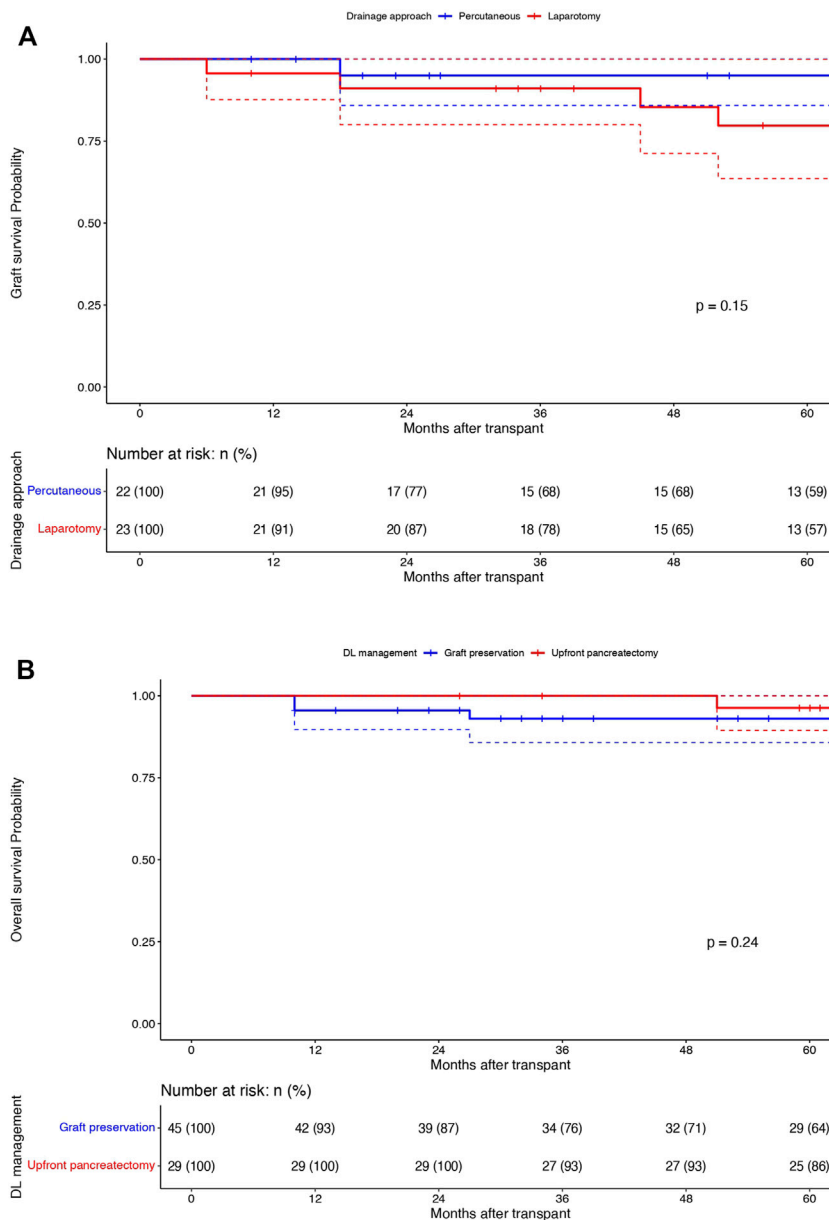 A
Drainage approach Percutaneous Laparotomy
1.00
0.75
0.50
0.25
0.00
Graft survival Probability
p = 0.15
0 12 24 36 48 60
Months after transpant
Number at risk: n (%)
Drainage approach
Percutaneous 22 (100) 21 (95) 17 (77) 15 (68) 15 (68) 13 (59)
Laparotomy 23 (100) 21 (91) 20 (87) 18 (78) 15 (65) 13 (57)
0 12 24 36 48 60
Months after transpant
B
DL management Graft preservation Upfront pancreatectomy
1.00
0.75
0.50
0.25
0.00
Overall survival Probability
p = 0.24
0 12 24 36 48 60
Months after transpant
Number at risk: n (%)
DL management
Graft preservation 45 (100) 42 (93) 39 (87) 34 (76) 32 (71) 29 (64)
Upfront pancreatectomy 29 (100) 29 (100) 29 (100) 27 (93) 27 (93) 25 (86)
0 12 24 36 48 60
Months after transpant